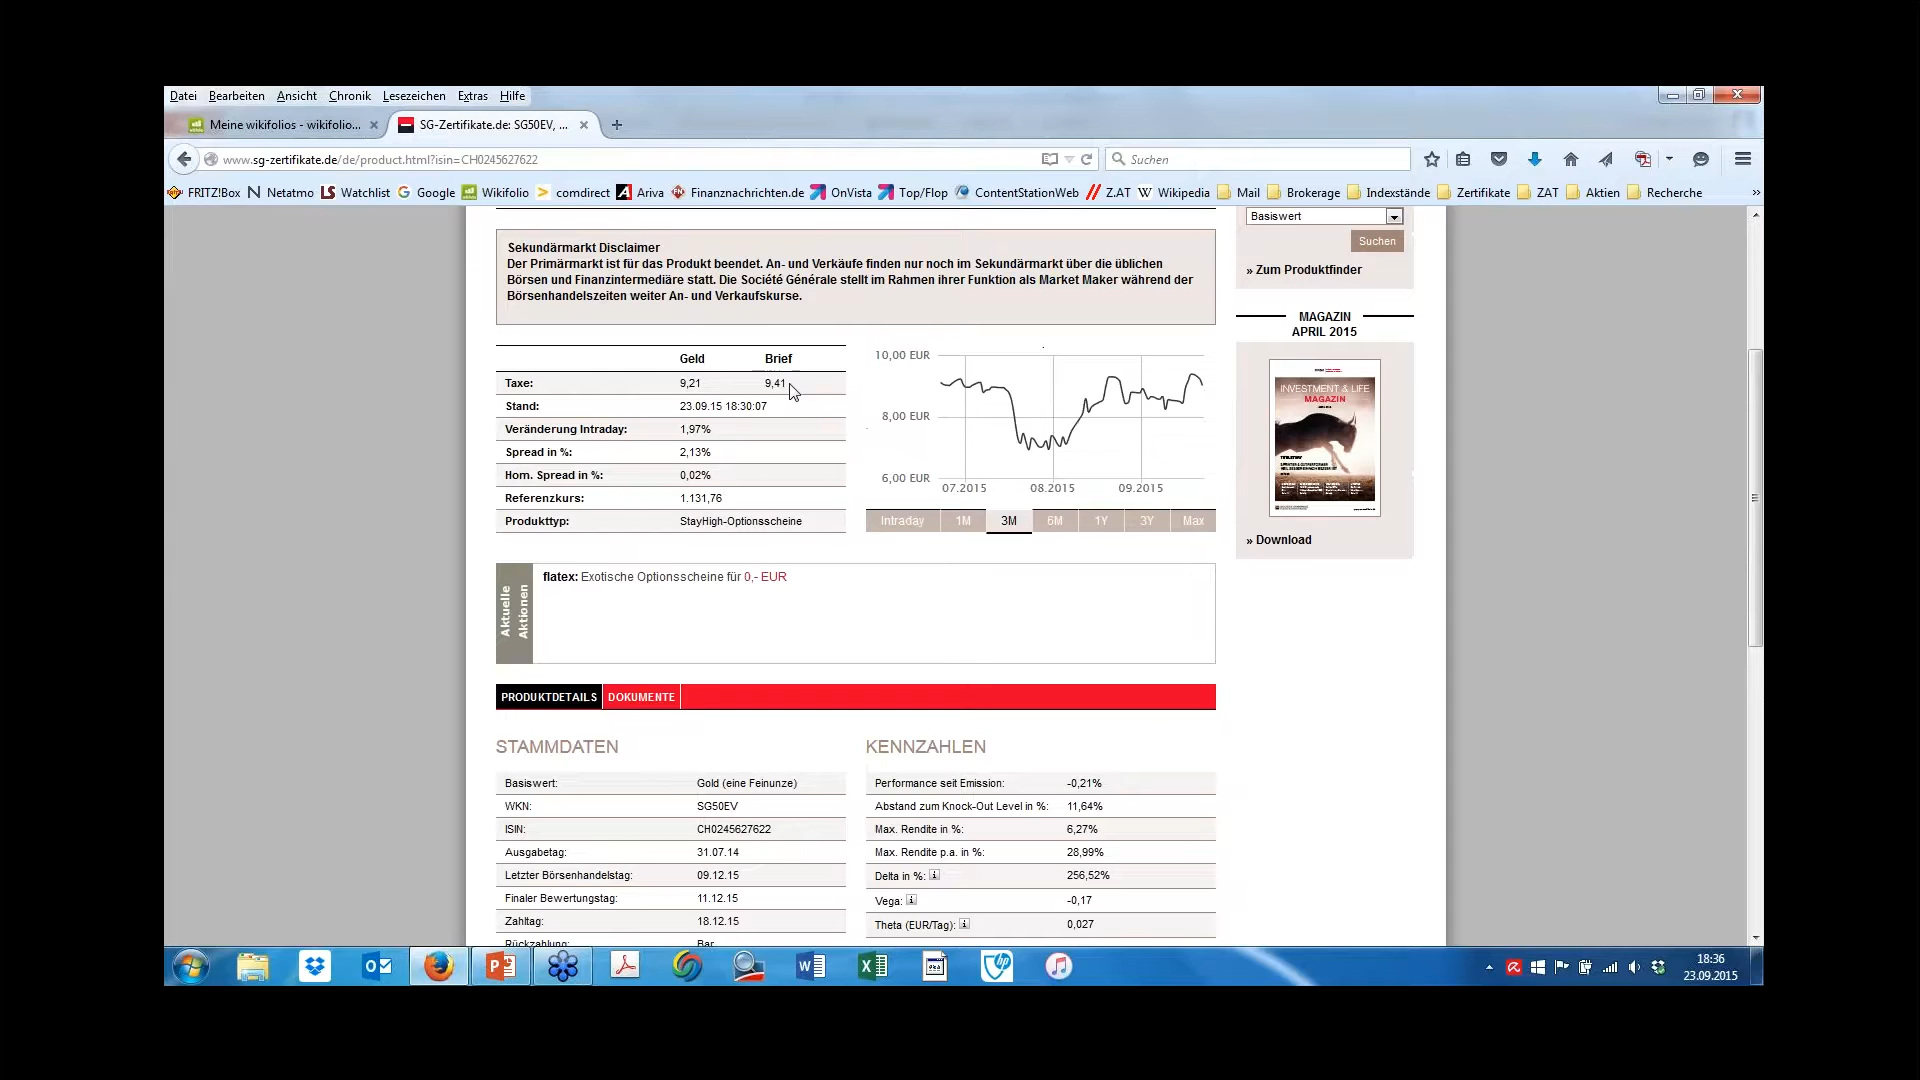 Datei Bearbeiten Ansicht Chronik Lesezeichen Extras Hilfe
Meine wikifolios - wikifolio...
SG-Zertifikate.de: SG50EV, ...
www.sg-zertifikate.de/de/product.html?isin=CH0245627622
Suchen
FRITZ!Box Netatmo Watchlist Google Wikifolio comdirect Ariva Finanznachrichten.de OnVista Top/Flop ContentStationWeb Z.AT Wikipedia Mail Brokerage Indexstände Zertifikate ZAT Aktien Recherche
Sekundärmarkt Disclaimer
Der Primärmarkt ist für das Produkt beendet. An- und Verkäufe finden nur noch im Sekundärmarkt über die üblichen
Börsen und Finanzintermediäre statt. Die Société Générale stellt im Rahmen ihrer Funktion als Market Maker während der
Börsenhandelszeiten weiter An- und Verkaufskurse.
Geld Brief
Taxe: 9,21 9,41
Stand: 23.09.15 18:30:07
Veränderung Intraday: 1,97%
Spread in %: 2,13%
Hom. Spread in %: 0,02%
Referenzkurs: 1.131,76
Produkttyp: StayHigh-Optionsscheine
10,00 EUR
8,00 EUR
6,00 EUR
07.2015 08.2015 09.2015
Intraday 1M 3M 6M 1Y 3Y Max
Basiswert
Suchen
» Zum Produktfinder
MAGAZIN
APRIL 2015
INVESTMENT & LIFE
MAGAZIN
» Download
Aktuelle
Aktionen
flatex: Exotische Optionsscheine für 0,- EUR
PRODUKTDETAILS DOKUMENTE
STAMMDATEN
Basiswert: Gold (eine Feinunze)
WKN: SG50EV
ISIN: CH0245627622
Ausgabetag: 31.07.14
Letzter Börsenhandelstag: 09.12.15
Finaler Bewertungstag: 11.12.15
Zahltag: 18.12.15
Rückzahlung: Bar
KENNZAHLEN
Performance seit Emission: -0,21%
Abstand zum Knock-Out Level in %: 11,64%
Max. Rendite in %: 6,27%
Max. Rendite p.a. in %: 28,99%
Delta in %: 256,52%
Vega: -0,17
Theta (EUR/Tag): 0,027
18:36
23.09.2015